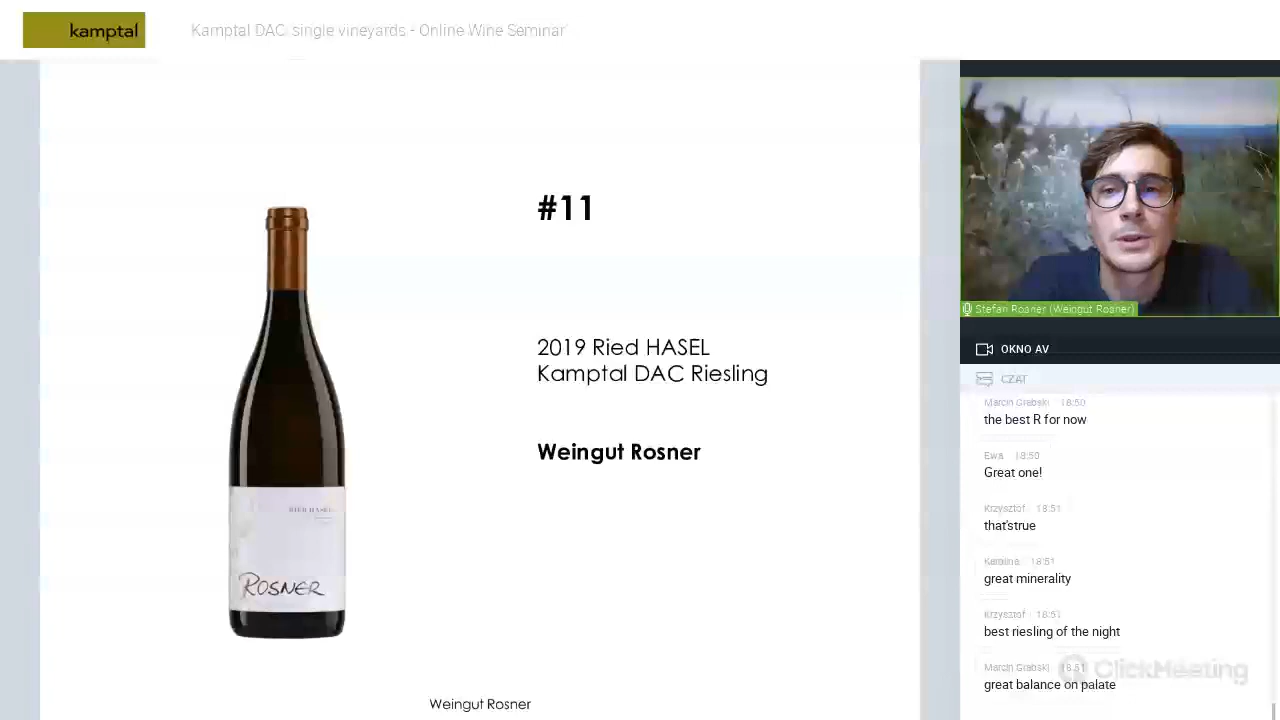 kamptal
Kamptal DAC single vineyards - Online Wine Seminar
#11
2019 Ried HASEL
Kamptal DAC Riesling
Weingut Rosner
RIED HASEL
ROSNER
Weingut Rosner
Stefan Rosner (Weingut Rosner)
OKNO AV
CZAT
Marcin Grabski 18:50
the best R for now
Ewa 18:50
Great one!
Krzysztof 18:51
that'strue
Karolina 18:51
great minerality
Krzysztof 18:51
best riesling of the night
Marcin Grabski 18:51
great balance on palate
ClickMeeting